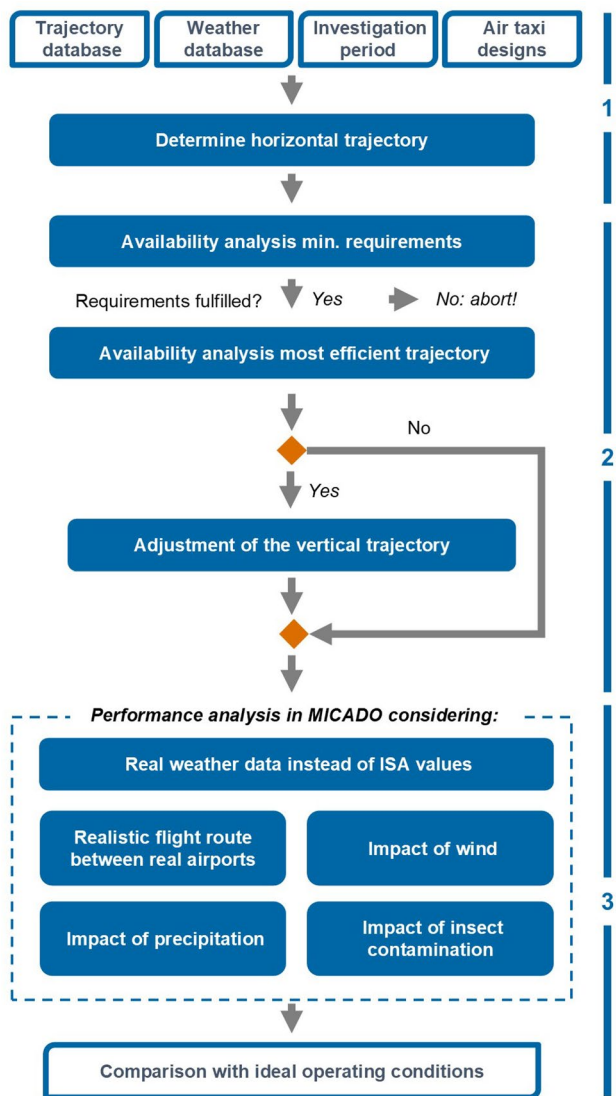 Trajectory database
Weather database
Investigation period
Air taxi designs
1
Determine horizontal trajectory
Availability analysis min. requirements
Requirements fulfilled? Yes No: abort!
Availability analysis most efficient trajectory
No
2
Yes
Adjustment of the vertical trajectory
Performance analysis in MICADO considering:
Real weather data instead of ISA values
Realistic flight route
between real airports
Impact of wind
3
Impact of precipitation
Impact of insect
contamination
Comparison with ideal operating conditions